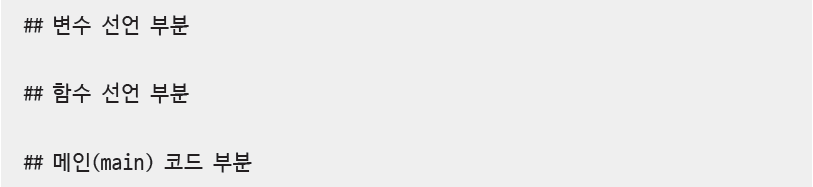 ## 변수 선언 부분
## 함수 선언 부분
## 메인(main) 코드 부분